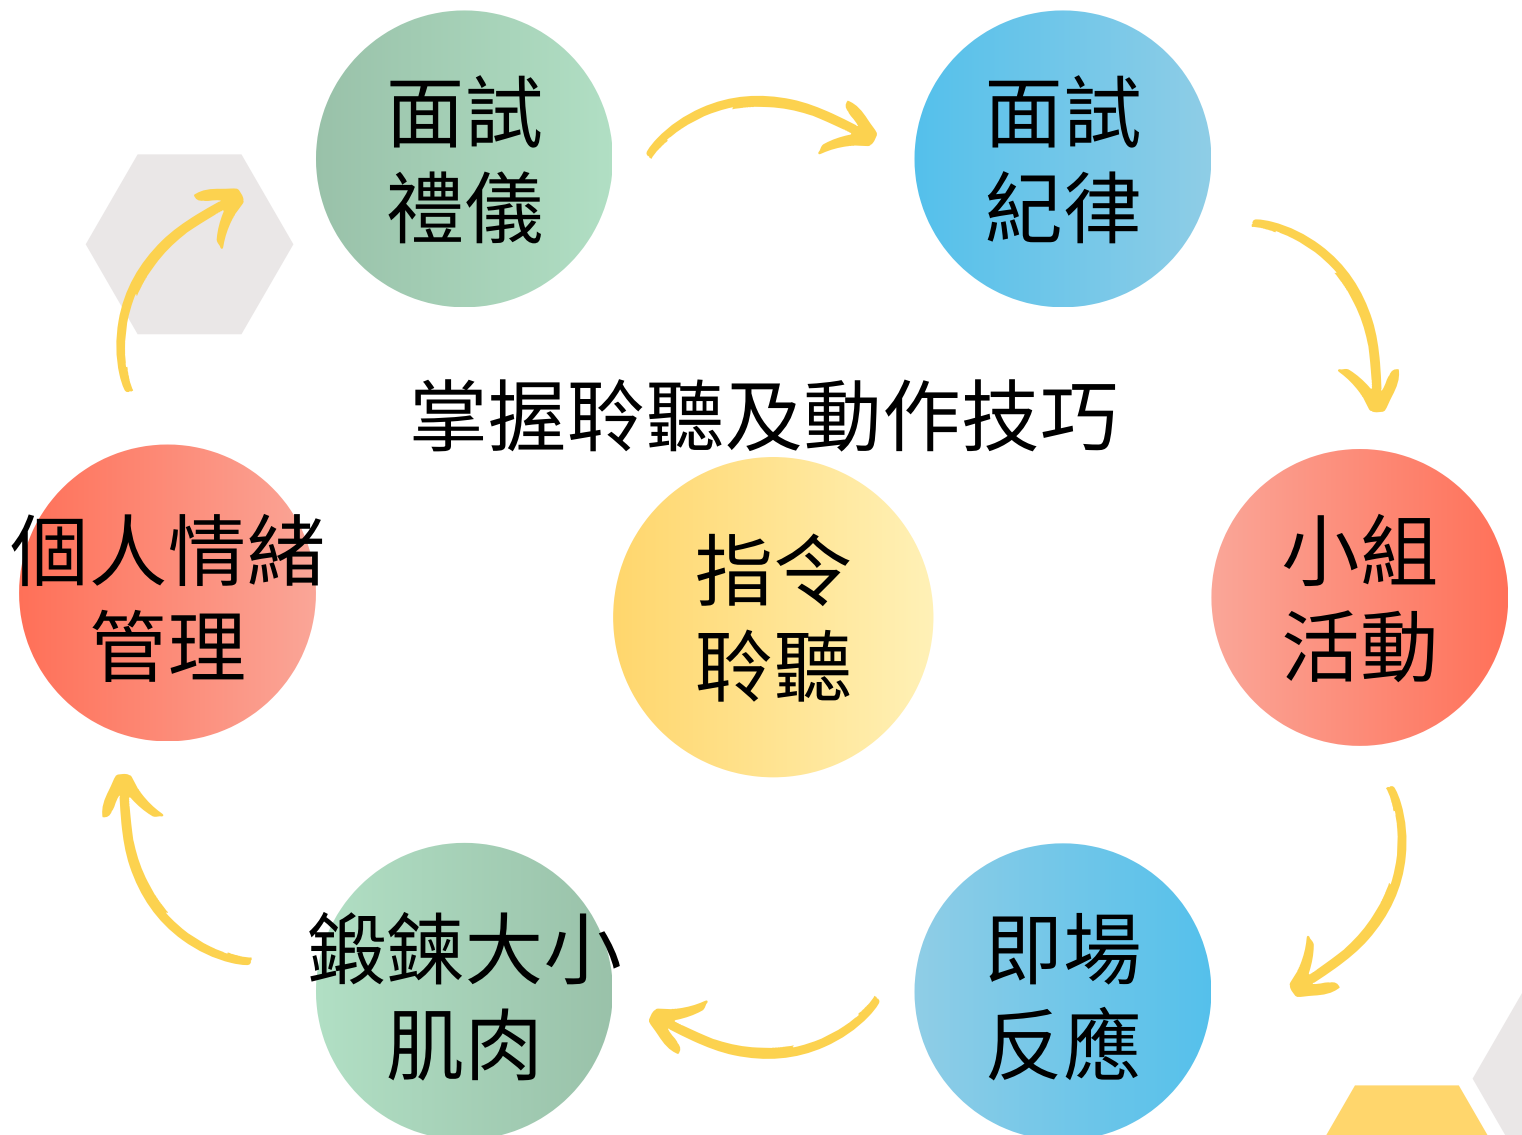 面試
禮儀
面試
紀律
掌握聆聽及動作技巧
個人情緒
管理
指令
聆聽
小組
活動
鍛鍊大小
肌肉
即場
反應